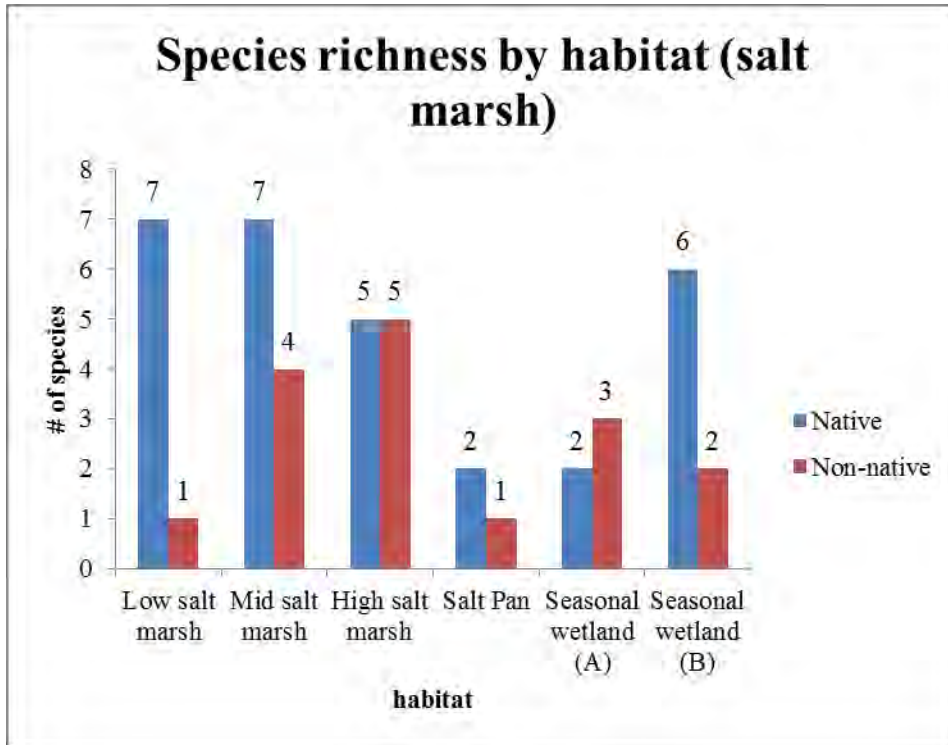 Species richness by habitat (salt
marsh)
# of species
8
7
6
5
4
3
2
1
0
7
1
7
4
5
5
2
1
2
3
6
2
Native
Non-native
Low salt
marsh
Mid salt
marsh
High salt
marsh
Salt Pan
Seasonal
wetland
(A)
Seasonal
wetland
(B)
habitat